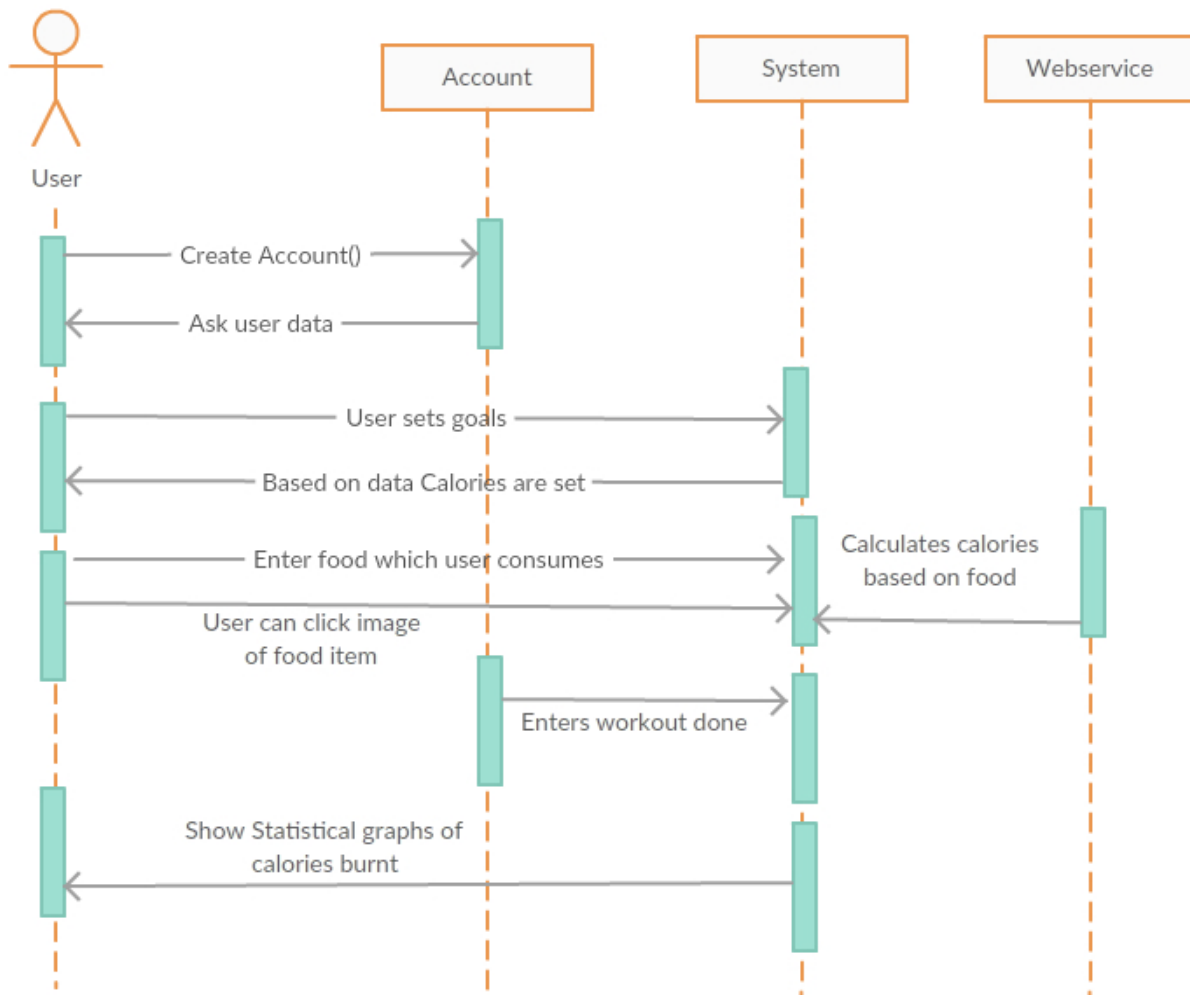 Account
System
Webservice
User
Create Account()
Ask user data
User sets goals
Based on data Calories are set
Enter food which user consumes
Calculates calories
based on food
User can click image
of food item
Enters workout done
Show Statistical graphs of
calories burnt